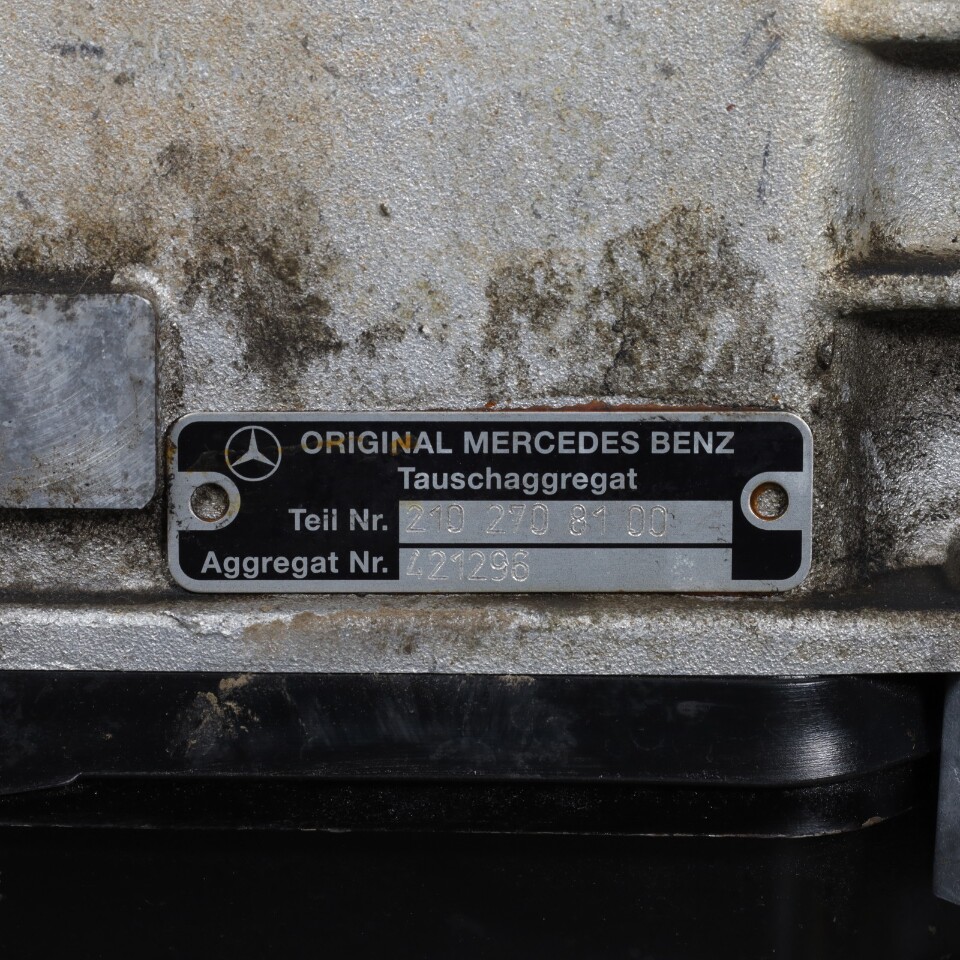 ORIGINAL MERCEDES BENZ
Tauschaggregat
Teil Nr. 210 270 81 00
Aggregat Nr. 421296